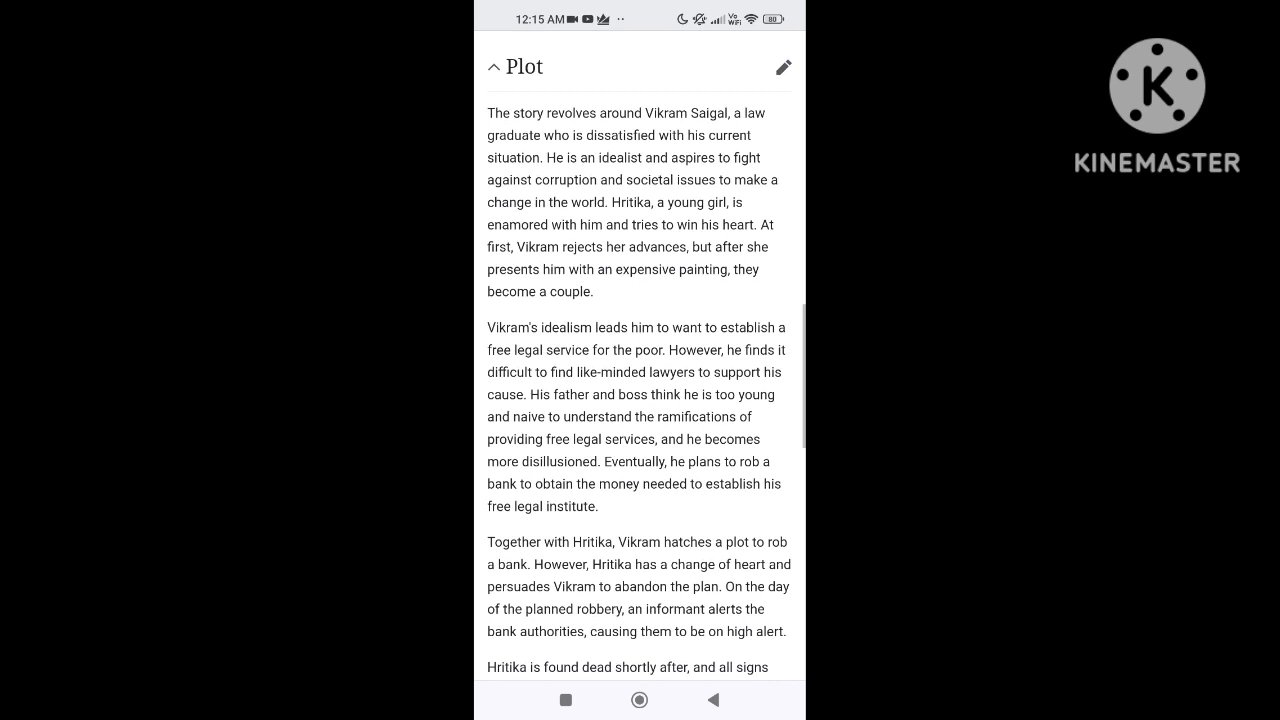 12:15 AM
Vo
WiFi
80
Plot
The story revolves around Vikram Saigal, a law
graduate who is dissatisfied with his current
situation. He is an idealist and aspires to fight
against corruption and societal issues to make a
change in the world. Hritika, a young girl, is
enamored with him and tries to win his heart. At
first, Vikram rejects her advances, but after she
presents him with an expensive painting, they
become a couple.
Vikram's idealism leads him to want to establish a
free legal service for the poor. However, he finds it
difficult to find like-minded lawyers to support his
cause. His father and boss think he is too young
and naive to understand the ramifications of
providing free legal services, and he becomes
more disillusioned. Eventually, he plans to rob a
bank to obtain the money needed to establish his
free legal institute.
Together with Hritika, Vikram hatches a plot to rob
a bank. However, Hritika has a change of heart and
persuades Vikram to abandon the plan. On the day
of the planned robbery, an informant alerts the
bank authorities, causing them to be on high alert.
Hritika is found dead shortly after, and all signs
K
KINEMASTER